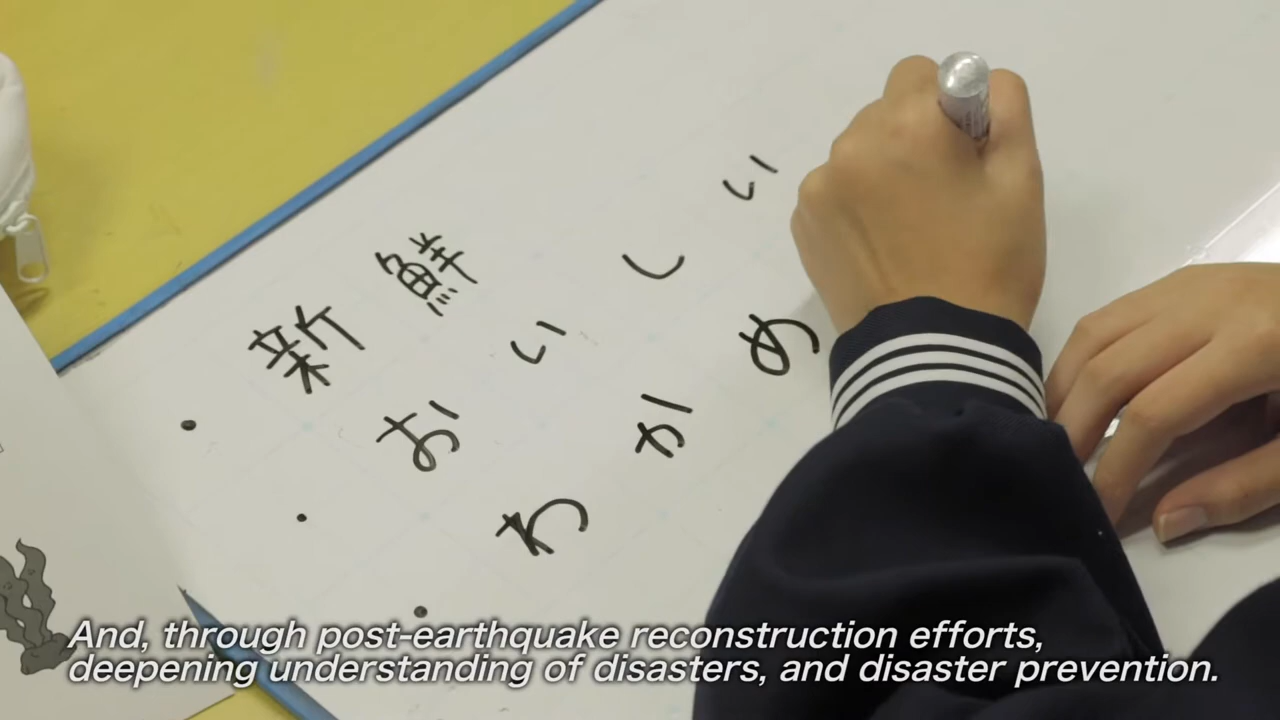 ・新鮮
・おいしい
・わかめ
And, through post-earthquake reconstruction efforts,
deepening understanding of disasters, and disaster prevention.